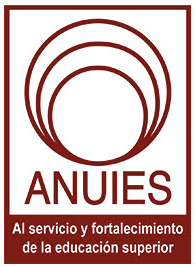 ANUIES
Al servicio y fortalecimiento
de la educación superior